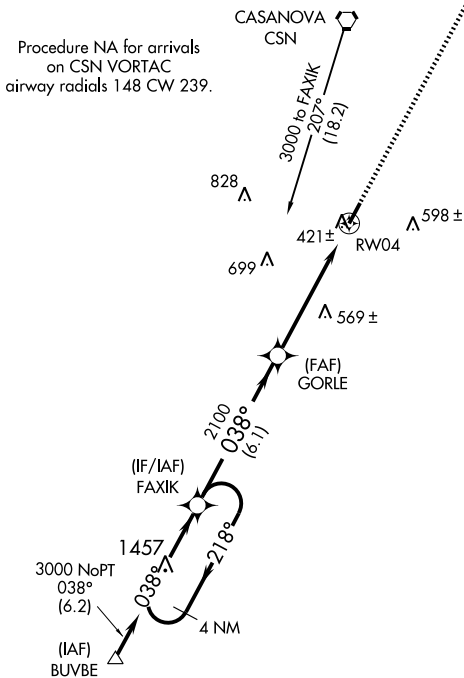 CASANOVA
CSN
Procedure NA for arrivals
on CSN VORTAC
airway radials 148 CW 239.
3000 to FAXIK
207°
(18.2)
828
598 ±
421 ±
RW04
699
569 ±
(FAF)
GORLE
2100
038°
(6.1)
(IF/IAF)
FAXIK
1457
218°
3000 NoPT
038°
(6.2)
038°
4 NM
(IAF)
BUVBE